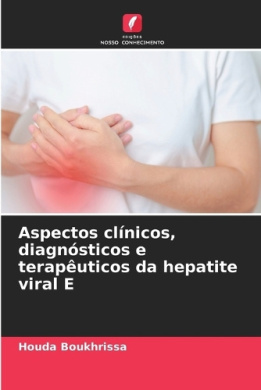 edições
NOSSO CONHECIMENTO
Aspectos clínicos,
diagnósticos e
terapêuticos da hepatite
viral E
Houda Boukhrissa